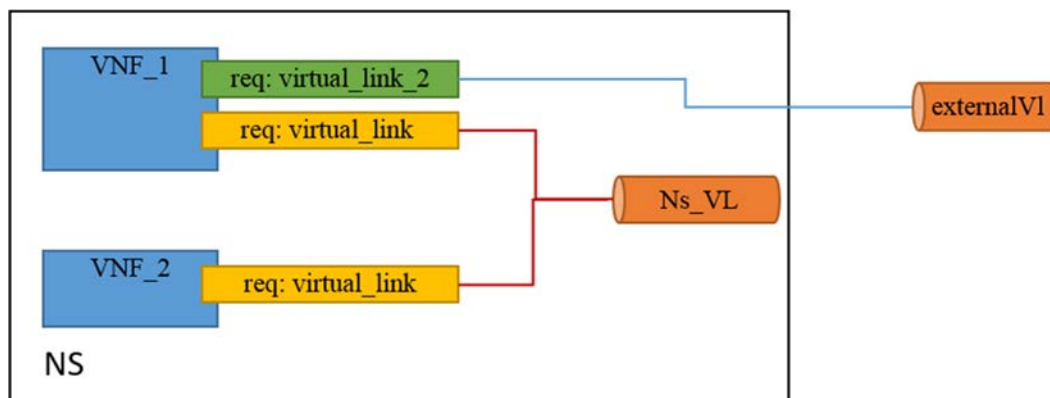 VNF_1
req: virtual_link_2
externalVl
req: virtual_link
Ns_VL
VNF_2
req: virtual_link
NS